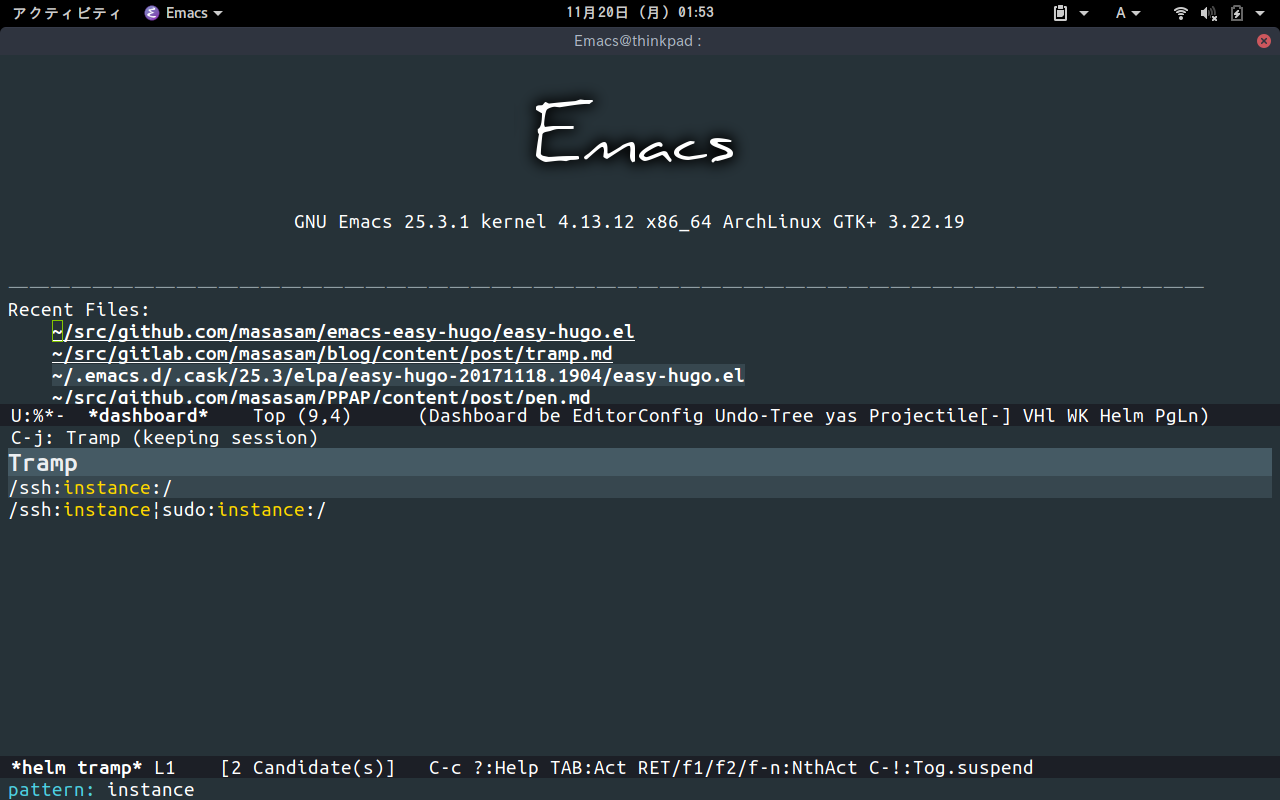 アクティビティ Emacs 11月20日 (月) 01:53 A
Emacs@thinkpad :
Emacs
GNU Emacs 25.3.1 kernel 4.13.12 x86_64 ArchLinux GTK+ 3.22.19
Recent Files:
~/src/github.com/masasam/emacs-easy-hugo/easy-hugo.el
~/src/gitlab.com/masasam/blog/content/post/tramp.md
~/.emacs.d/.cask/25.3/elpa/easy-hugo-20171118.1904/easy-hugo.el
~/src/github.com/masasam/PPAP/content/post/pen.md
U:%*- *dashboard* Top (9,4) (Dashboard be EditorConfig Undo-Tree yas Projectile[-] VHl WK Helm PgLn)
C-j: Tramp (keeping session)
Tramp
/ssh:instance:/
/ssh:instance¦sudo:instance:/
*helm tramp* L1 [2 Candidate(s)] C-c ?:Help TAB:Act RET/f1/f2/f-n:NthAct C-!:Tog.suspend
pattern: instance